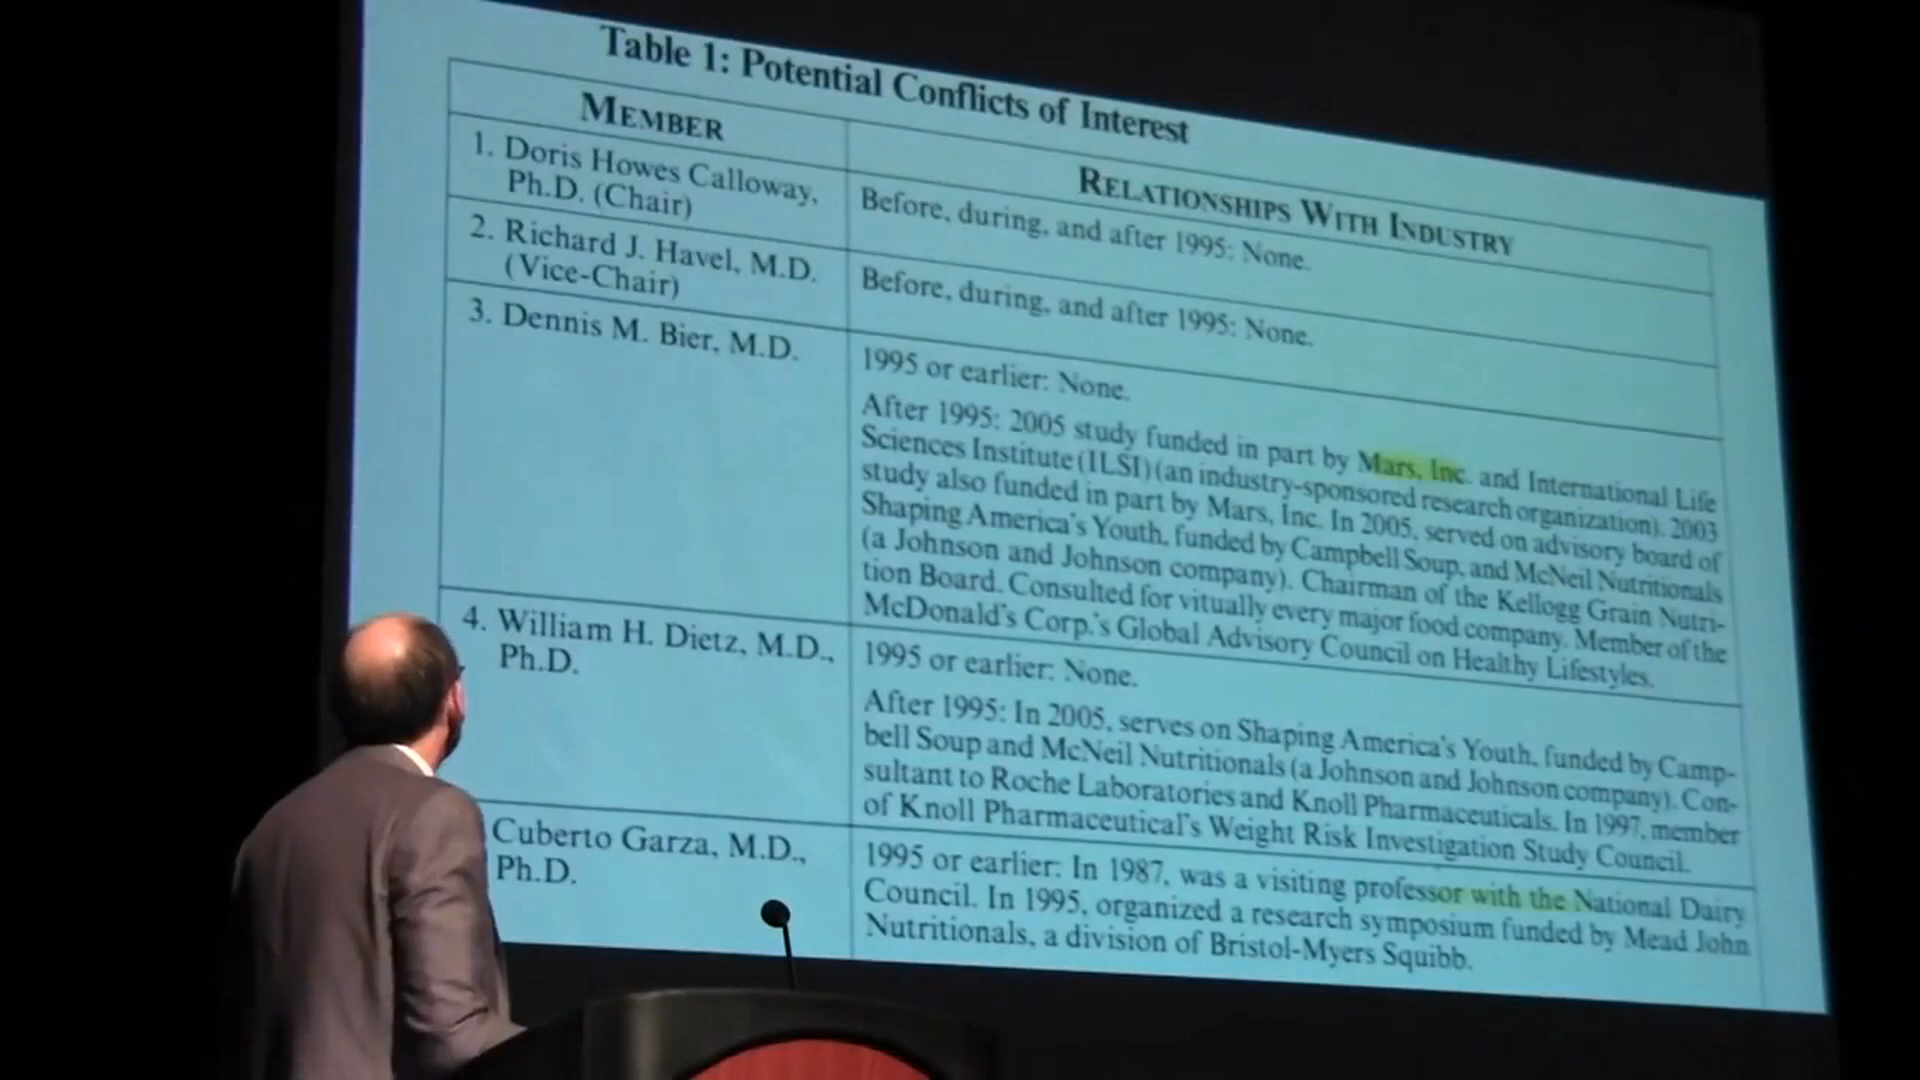 Table 1: Potential Conflicts of Interest
MEMBER
RELATIONSHIPS WITH INDUSTRY
1. Doris Howes Calloway,
Ph.D. (Chair)
Before, during, and after 1995: None.
2. Richard J. Havel, M.D.
(Vice-Chair)
Before, during, and after 1995: None.
3. Dennis M. Bier, M.D.
1995 or earlier: None.
After 1995: 2005 study funded in part by Mars, Inc. and International Life
Sciences Institute (ILSI) (an industry-sponsored research organization). 2003
study also funded in part by Mars, Inc. In 2005, served on advisory board of
Shaping America's Youth, funded by Campbell Soup, and McNeil Nutritionals
(a Johnson and Johnson company). Chairman of the Kellogg Grain Nutri-
tion Board. Consulted for vitually every major food company. Member of the
McDonald's Corp.'s Global Advisory Council on Healthy Lifestyles.
4. William H. Dietz, M.D.,
Ph.D.
1995 or earlier: None.
After 1995: In 2005, serves on Shaping America's Youth, funded by Camp-
bell Soup and McNeil Nutritionals (a Johnson and Johnson company). Con-
sultant to Roche Laboratories and Knoll Pharmaceuticals. In 1997, member
of Knoll Pharmaceutical's Weight Risk Investigation Study Council.
Cuberto Garza, M.D.,
Ph.D.
1995 or earlier: In 1987, was a visiting professor with the National Dairy
Council. In 1995, organized a research symposium funded by Mead John
Nutritionals, a division of Bristol-Myers Squibb.